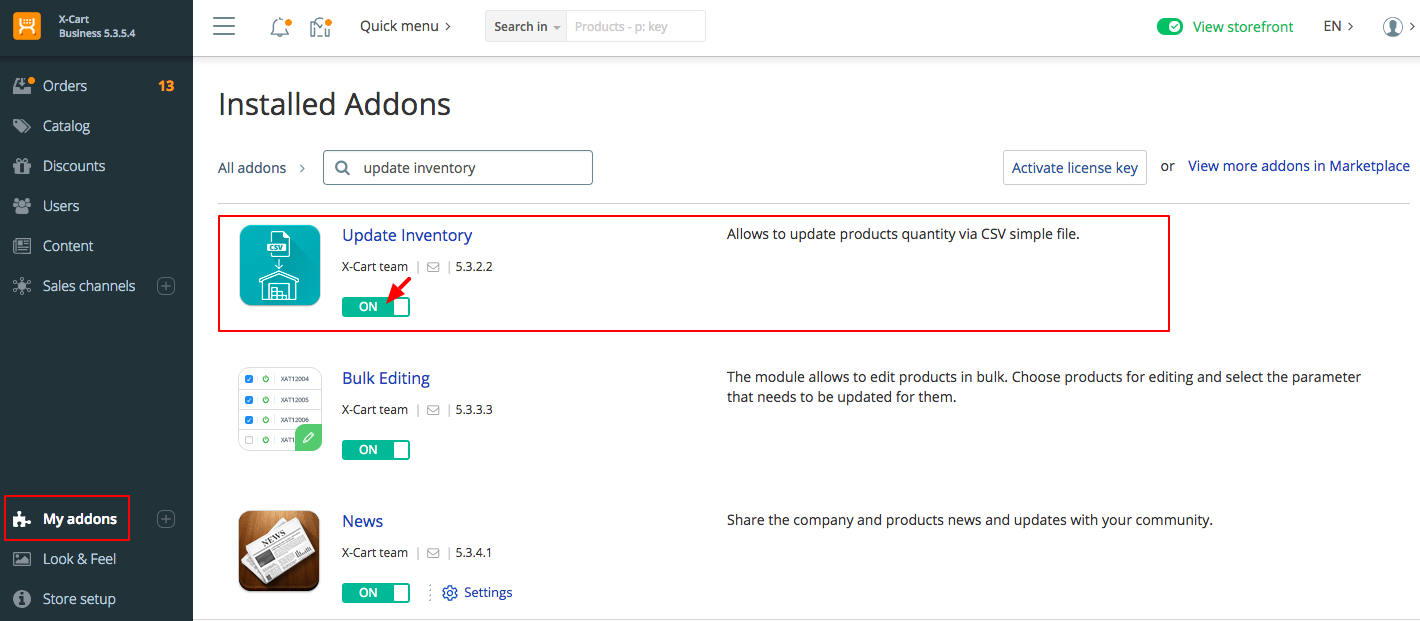 X-Cart
Business 5.3.5.4
Quick menu
Search in
Products - p: key
View storefront
EN
Orders 13
Catalog
Discounts
Users
Content
Sales channels
My addons
Look & Feel
Store setup
Installed Addons
All addons
update inventory
Activate license key or View more addons in Marketplace
CSV
Update Inventory
X-Cart team | 5.3.2.2
ON
Allows to update products quantity via CSV simple file.
XAT12004
XAT12005
XAT12006
XAT1
Bulk Editing
X-Cart team | 5.3.3.3
ON
The module allows to edit products in bulk. Choose products for editing and select the parameter
that needs to be updated for them.
NEWS
News
X-Cart team | 5.3.4.1
ON
Settings
Share the company and products news and updates with your community.